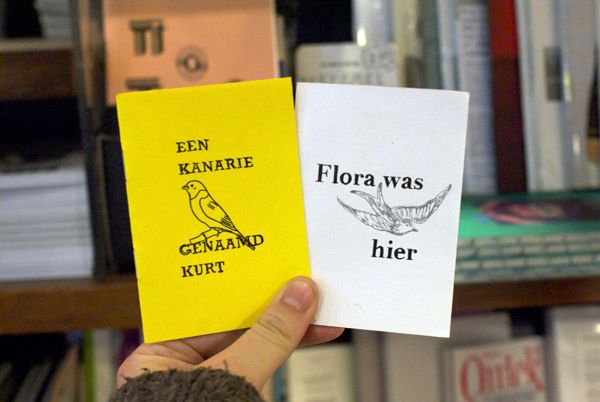 EEN
KANARIE
GENAAMD
KURT
Flora was
hier